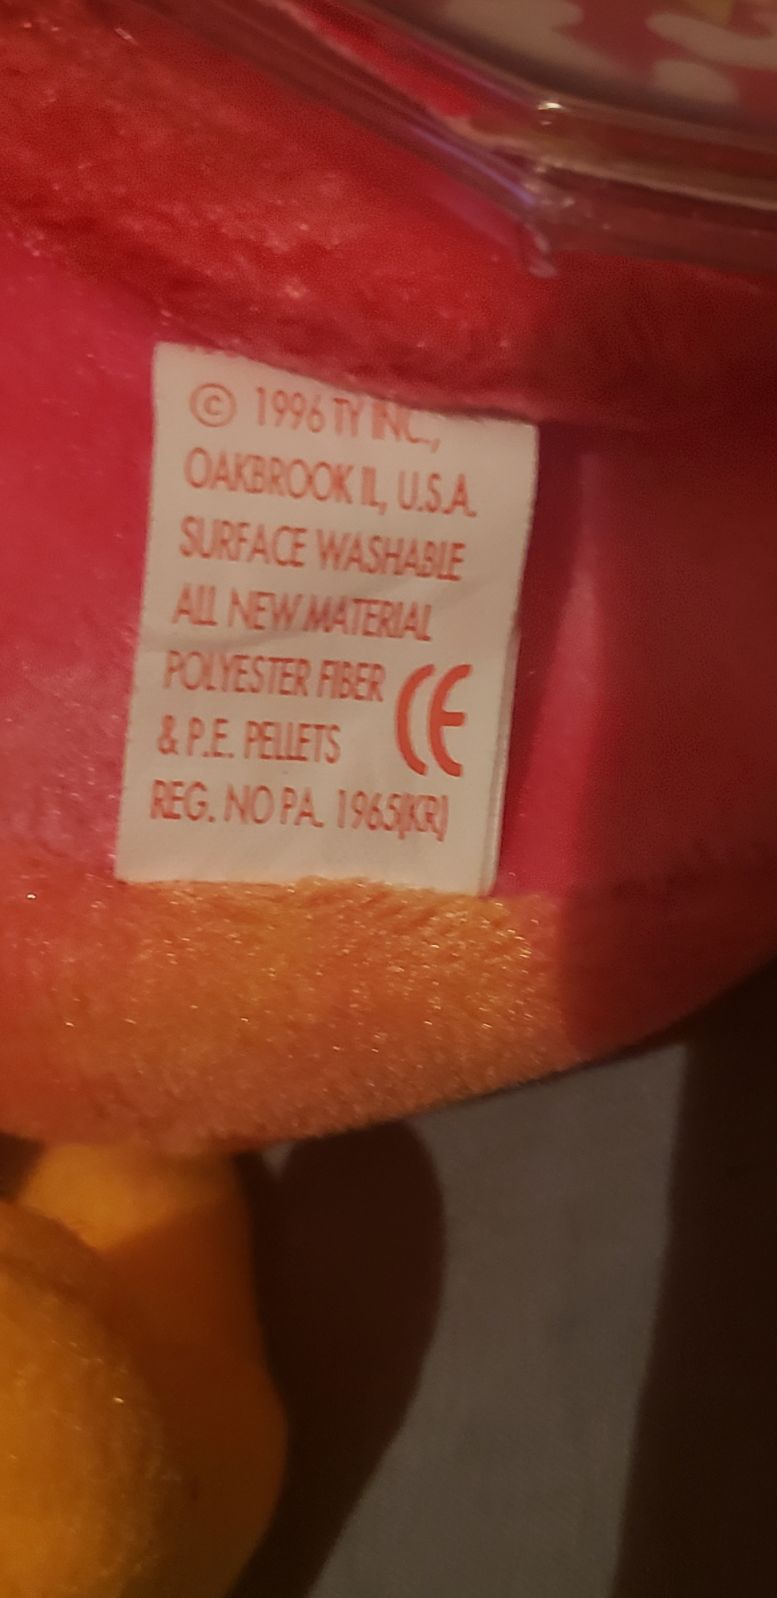 © 1996 TY INC.,
OAKBROOK IL, U.S.A.
SURFACE WASHABLE
ALL NEW MATERIAL
POLYESTER FIBER
& P.E. PELLETS CE
REG. NO PA. 1965(KR)